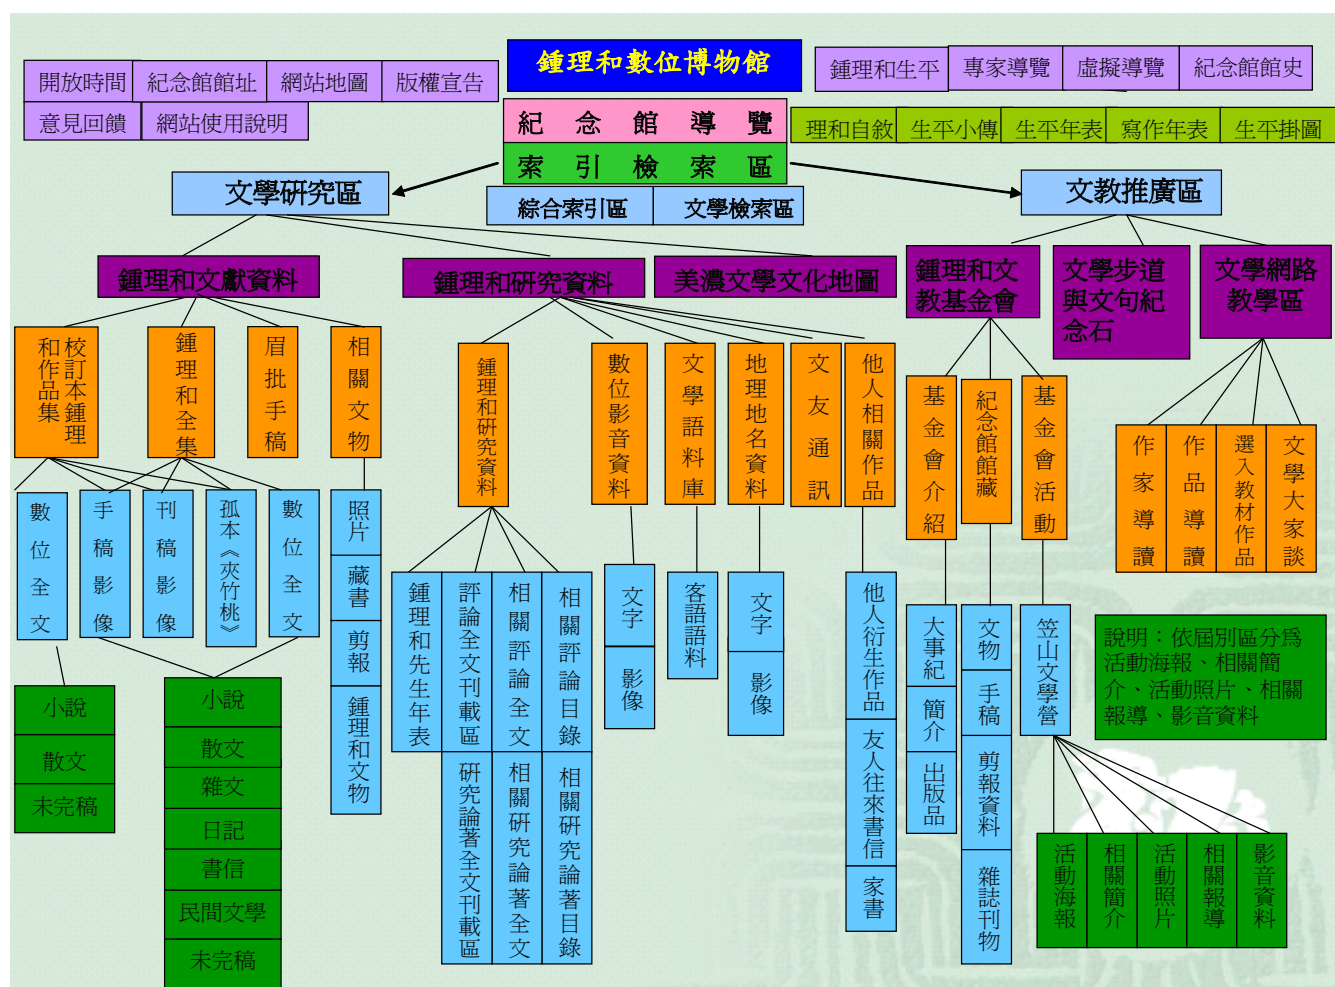 鍾理和數位博物館
開放時間
紀念館館址
網站地圖
版權宣告
意見回饋
網站使用說明
鍾理和生平
專家導覽
虛擬導覽
紀念館館史
紀念館導覽
理和自敘
生平小傳
生平年表
寫作年表
生平掛圖
索引檢索區
綜合索引區
文學檢索區
文學研究區
文教推廣區
鍾理和文獻資料
鍾理和研究資料
美濃文學文化地圖
鍾理和文
教基金會
文學步道
與文句紀
念石
文學網路
教學區
校訂本鍾理
和作品集
鍾理和全集
眉批手稿
相關文物
鍾理和研究資料
數位影音資料
文學語料庫
地理地名資料
文友通訊
他人相關作品
基金會介紹
紀念館館藏
基金會活動
作家導讀
作品導讀
選入教材作品
文學大家談
數位全文
手稿影像
刊稿影像
孤本《夾竹桃》
數位全文
照片
藏書
剪報
鍾理和文物
鍾理和先生年表
評論全文刊載區
相關評論全文
相關評論目錄
研究論著全文刊載區
相關研究論著全文
相關研究論著目錄
文字
影像
客語語料
文字
影像
他人衍生作品
友人往來書信
家書
大事紀
簡介
出版品
文物
手稿
剪報資料
雜誌刊物
笠山文學營
說明：依屆別區分為
活動海報、相關簡
介、活動照片、相關
報導、影音資料
小說
散文
未完稿
小說
散文
雜文
日記
書信
民間文學
未完稿
活動海報
相關簡介
活動照片
相關報導
影音資料